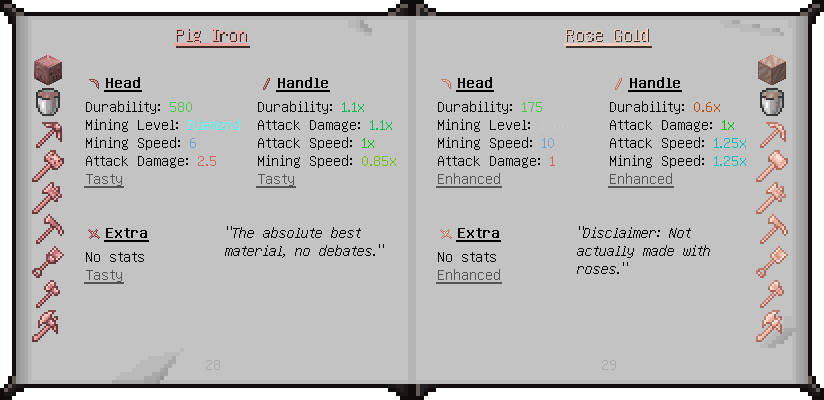 Pig Iron
Head
Durability: 580
Mining Level: Diamond
Mining Speed: 6
Attack Damage: 2.5
Tasty
Handle
Durability: 1.1x
Attack Damage: 1.1x
Attack Speed: 1x
Mining Speed: 0.85x
Tasty
Extra
No stats
Tasty
"The absolute best
material, no debates."
28
Rose Gold
Head
Durability: 175
Mining Level:
Mining Speed: 10
Attack Damage: 1
Enhanced
Handle
Durability: 0.6x
Attack Damage: 1x
Attack Speed: 1.25x
Mining Speed: 1.25x
Enhanced
Extra
No stats
Enhanced
"Disclaimer: Not
actually made with
roses."
29